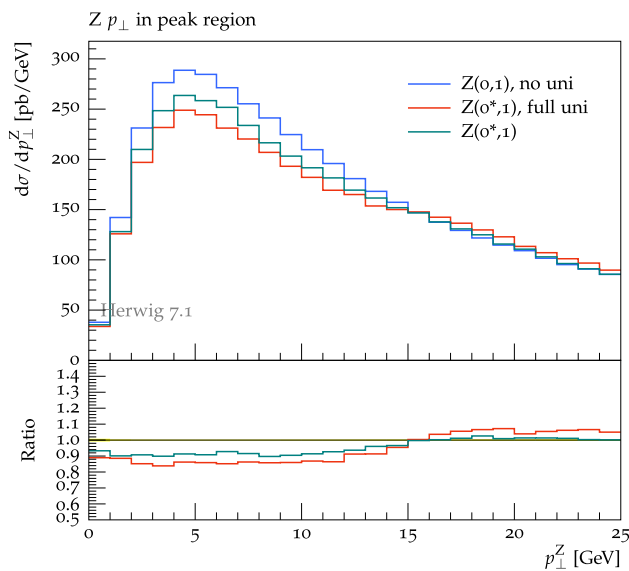 Z p⊥ in peak region
dσ/dp⊥^Z [pb/GeV]
300
250
200
150
100
50
0
Z(0,1), no uni
Z(0*,1), full uni
Z(0*,1)
Herwig 7.1
Ratio
1.4
1.3
1.2
1.1
1.0
0.9
0.8
0.7
0.6
0.5
0 5 10 15 20 25
p⊥^Z [GeV]